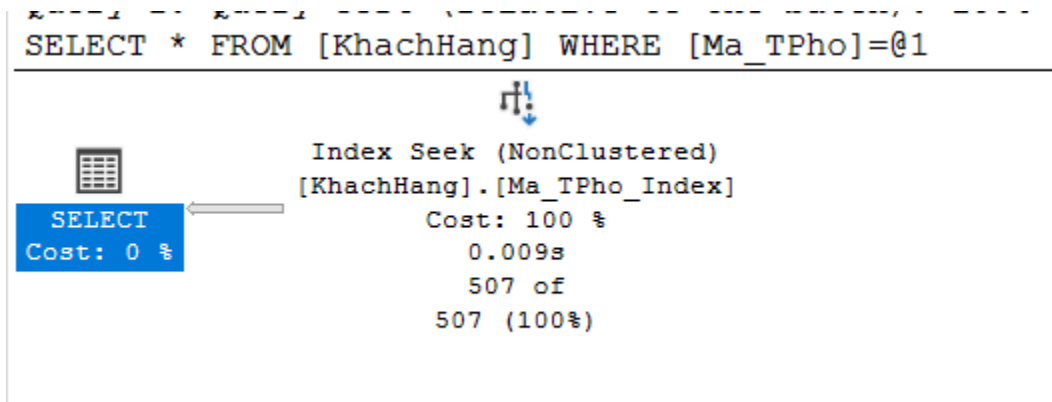 SELECT * FROM [KhachHang] WHERE [Ma_TPho]=@1
Index Seek (NonClustered)
[KhachHang].[Ma_TPho_Index]
SELECT
Cost: 0 %
Cost: 100 %
0.009s
507 of
507 (100%)